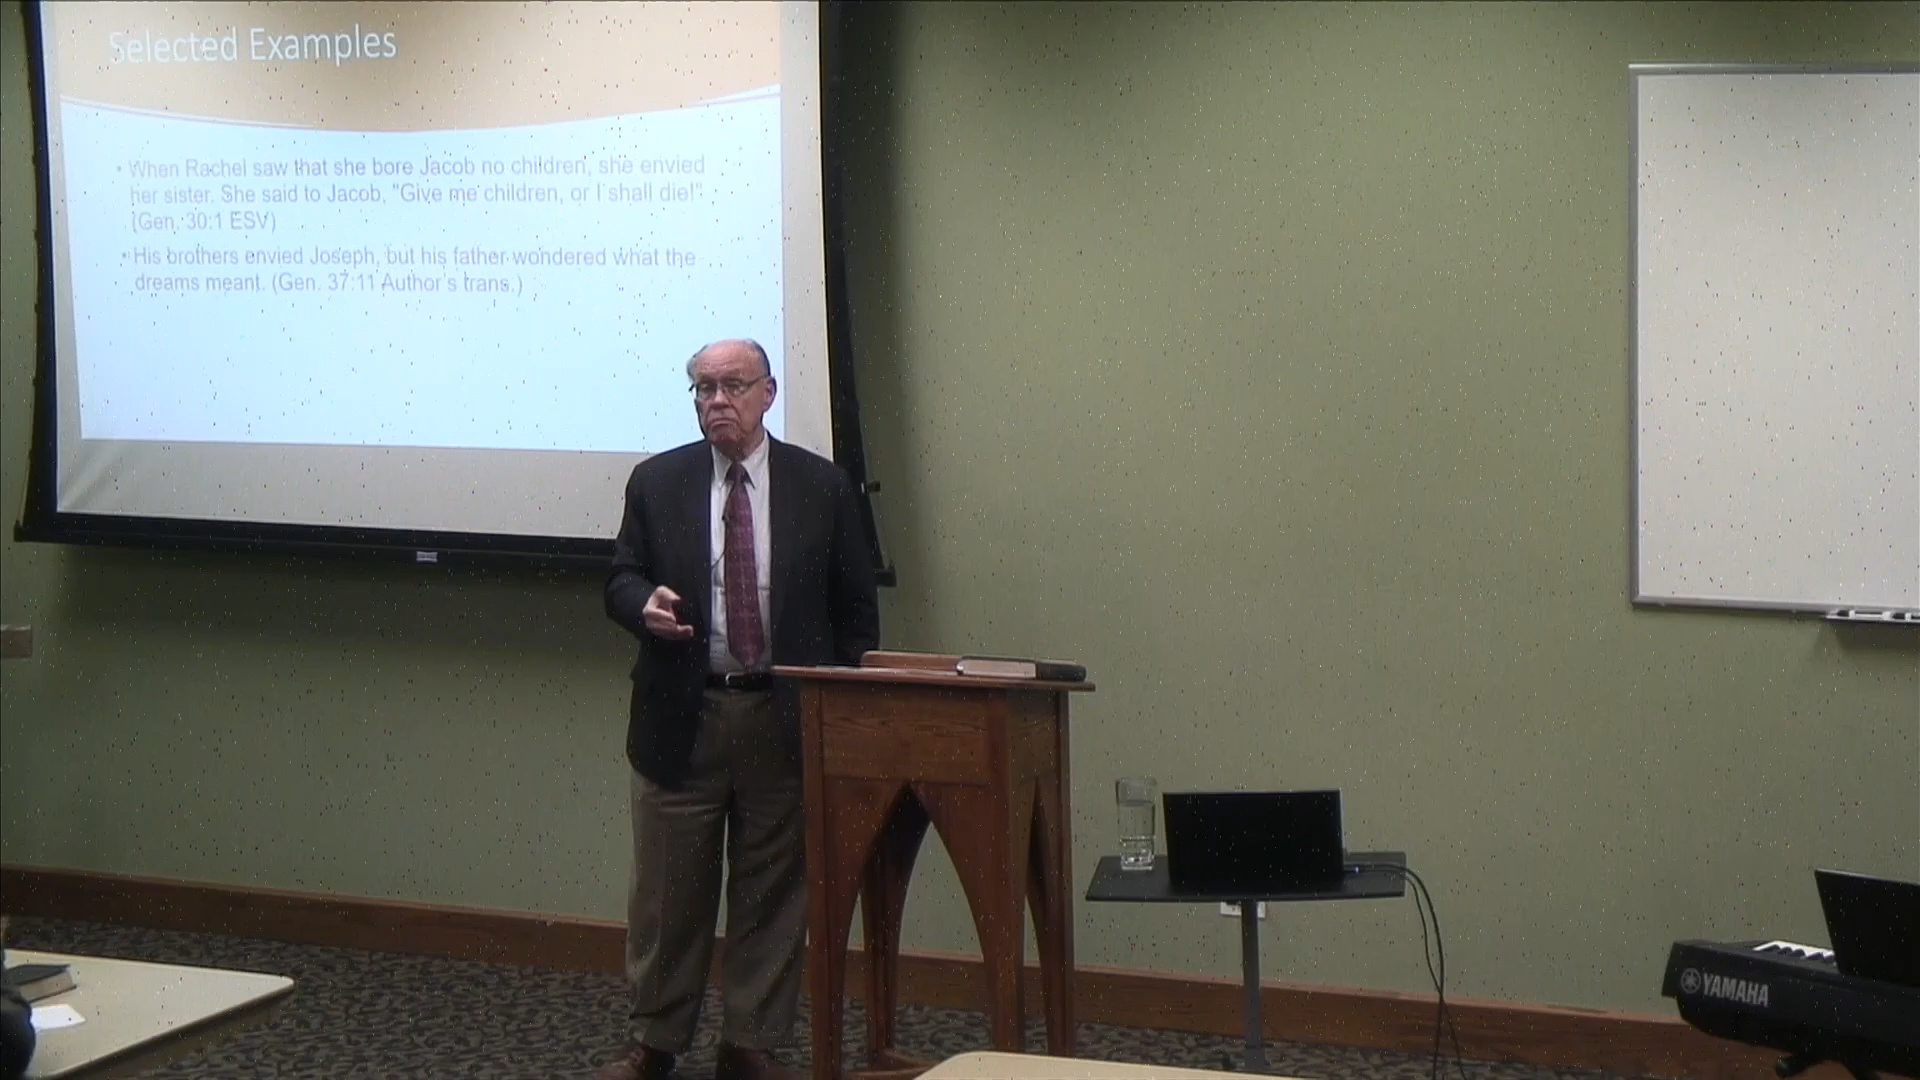 Selected Examples
• When Rachel saw that she bore Jacob no children, she envied
her sister. She said to Jacob, "Give me children, or I shall die!"
(Gen. 30:1 ESV)
• His brothers envied Joseph, but his father wondered what the
dreams meant. (Gen. 37:11 Author's trans.)
YAMAHA